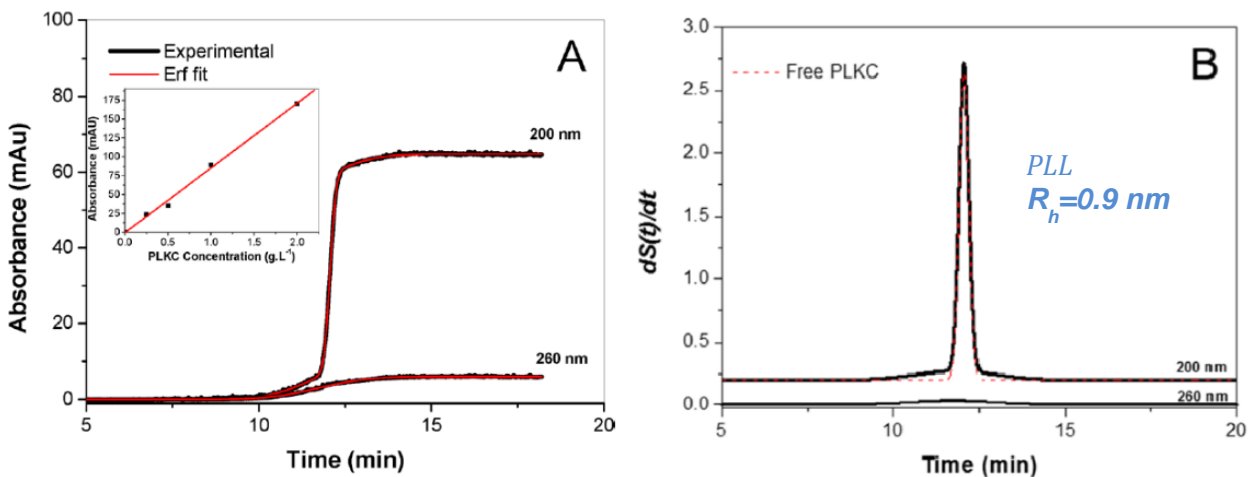 100
80
60
40
20
0
Absorbance (mAu)
Experimental
Erf fit
A
175
150
125
100
75
50
25
0
Absorbance (mAU)
0.0 0.5 1.0 1.5 2.0
PLKC Concentration (g.L-1)
200 nm
260 nm
5 10 15 20
Time (min)
3.0
2.5
2.0
1.5
1.0
0.5
0.0
dS(t)/dt
Free PLKC
B
PLL
Rh=0.9 nm
200 nm
260 nm
5 10 15 20
Time (min)